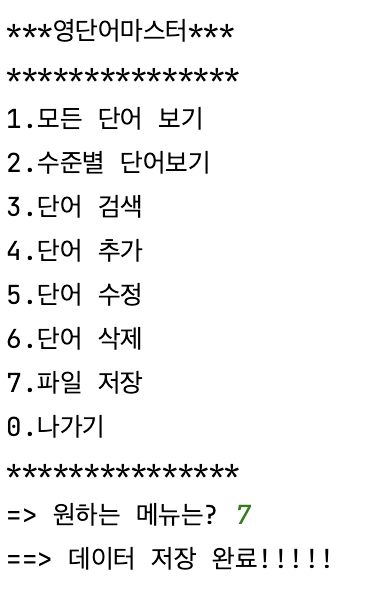 ***영단어마스터***
***************
1.모든 단어 보기
2.수준별 단어보기
3.단어 검색
4.단어 추가
5.단어 수정
6.단어 삭제
7.파일 저장
0.나가기
***************
=> 원하는 메뉴는? 7
==> 데이터 저장 완료!!!!!